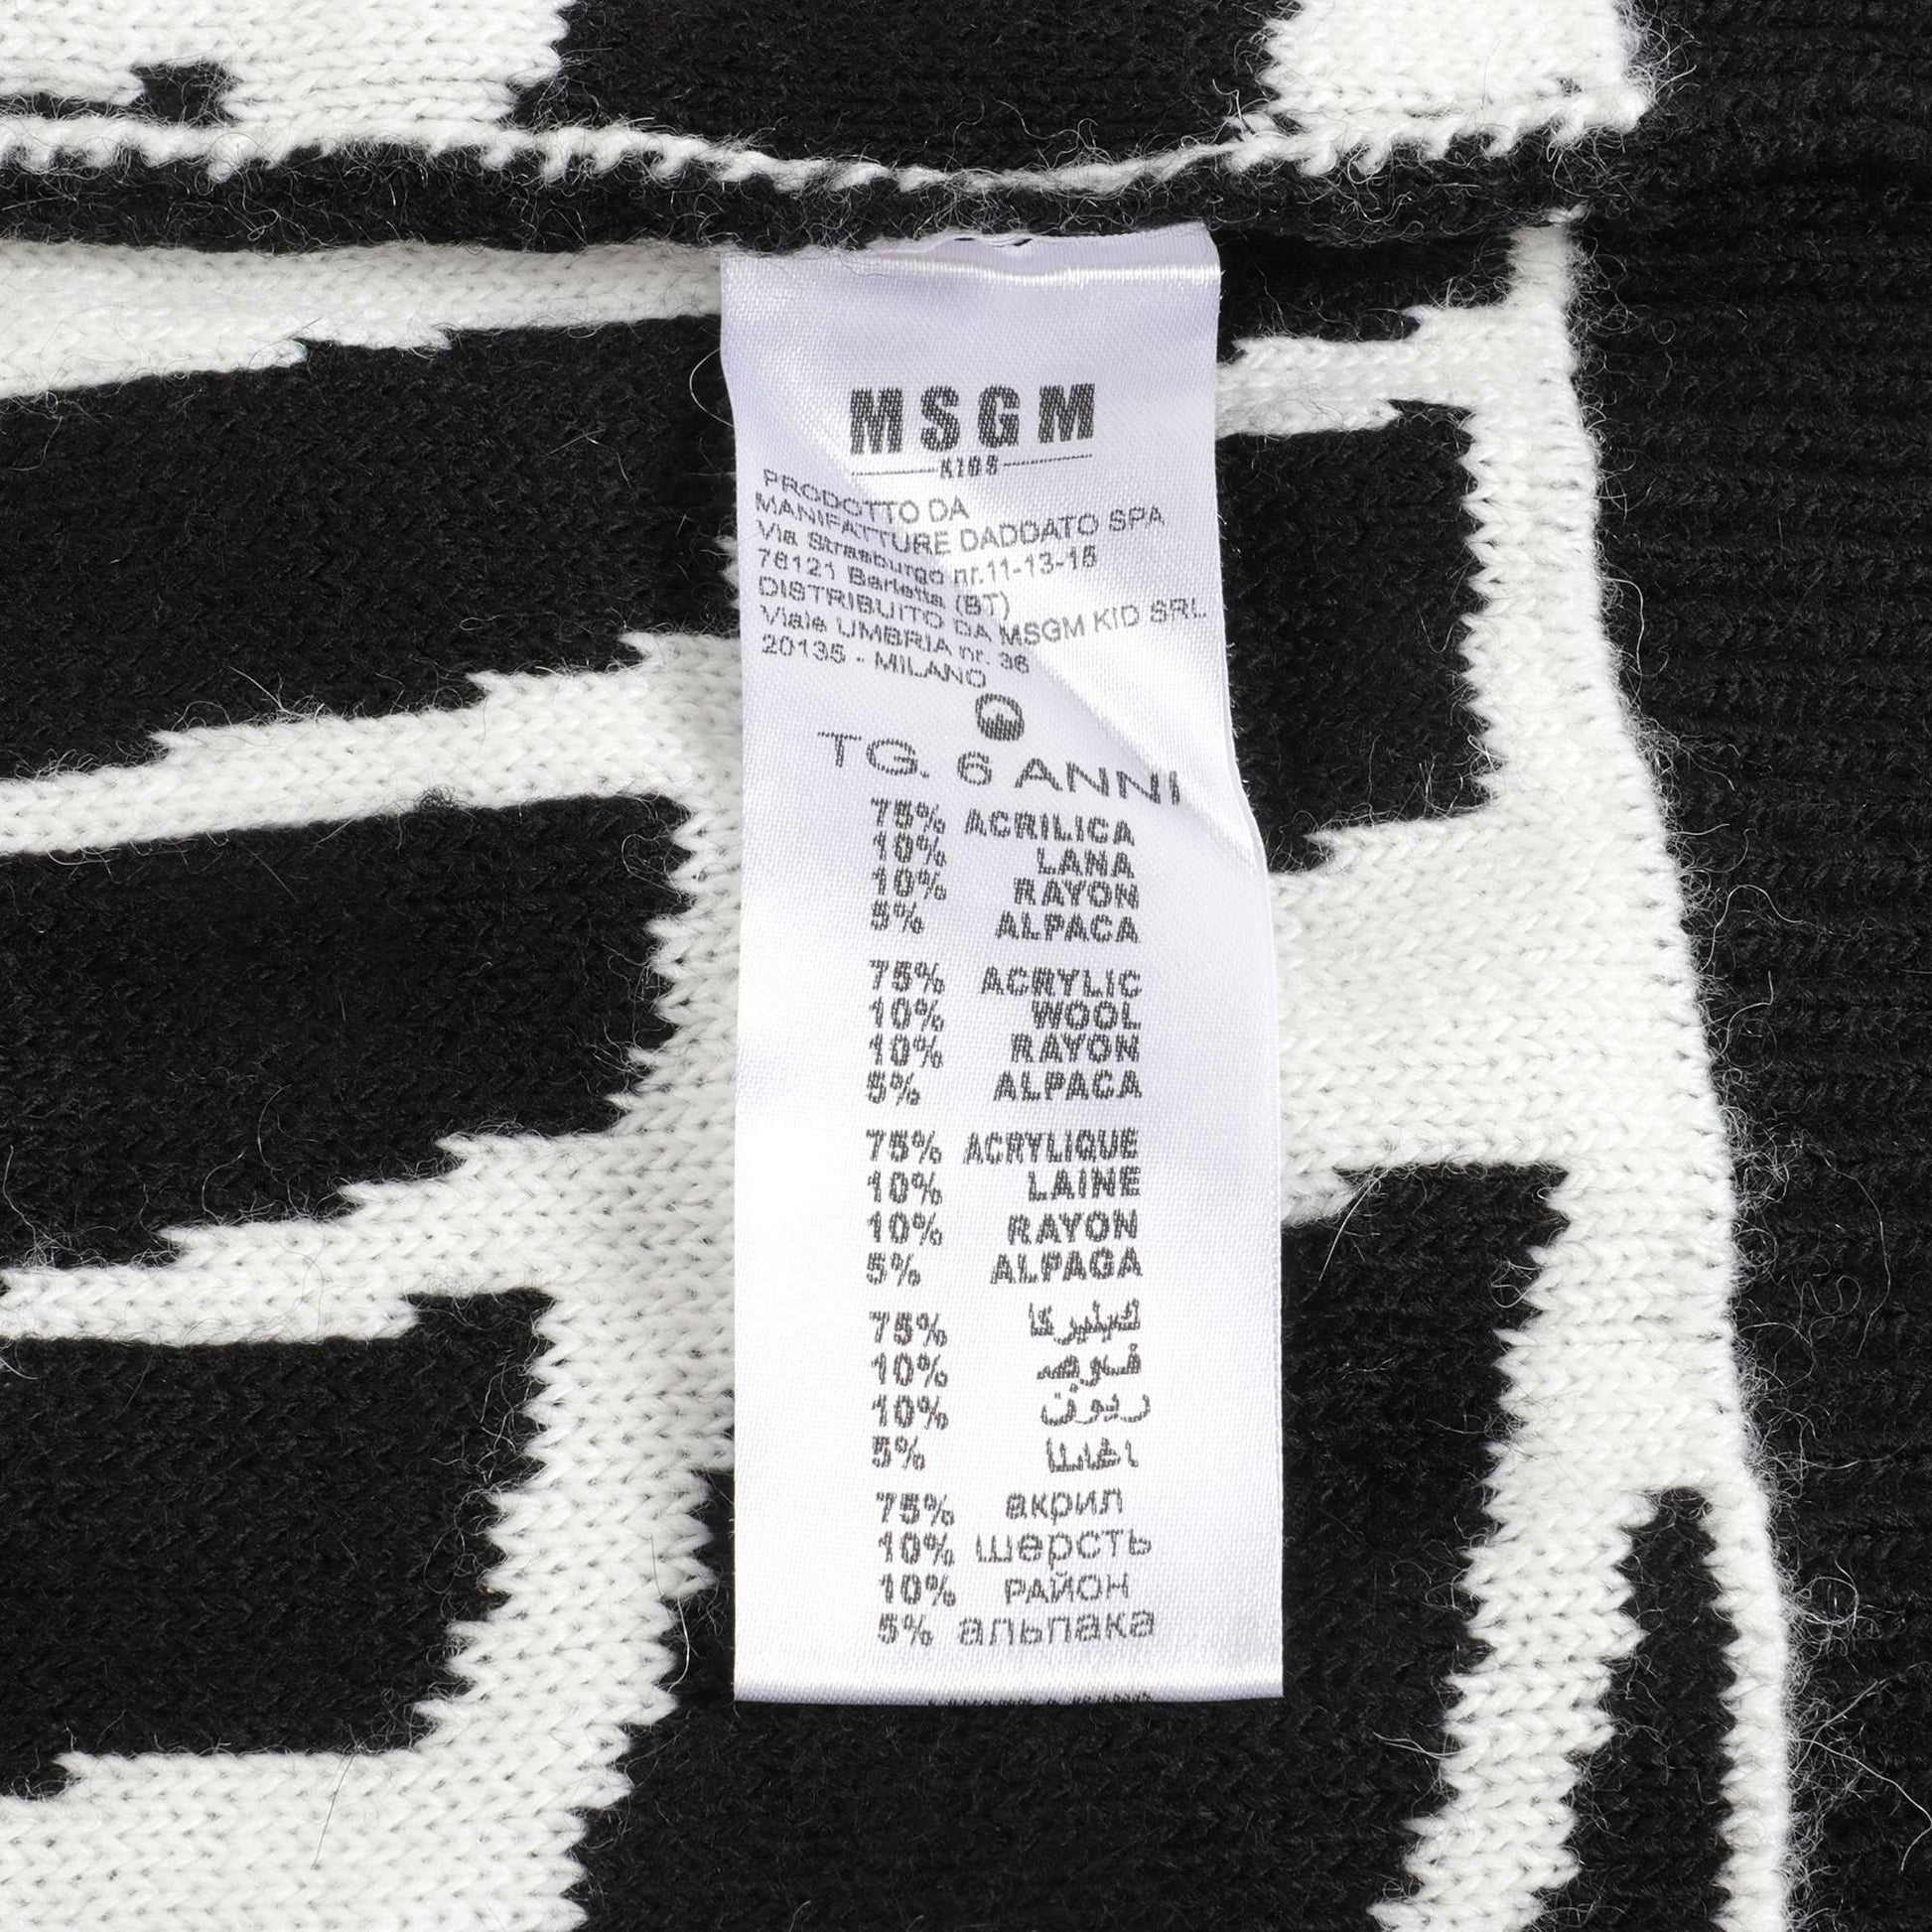 MSGM
KIDS
PRODOTTO DA
MANIFATTURE DADDATO SPA
Via Strasburgo nr.11-13-15
76121 Barletta (BT)
DISTRIBUITO DA MSGM KID SRL
Viale UMBRIA nr. 36
20135 - MILANO
TG. 6 ANNI
75% ACRILICA
10% LANA
10% RAYON
5% ALPACA
75% ACRYLIC
10% WOOL
10% RAYON
5% ALPACA
75% ACRYLIQUE
10% LAINE
10% RAYON
5% ALPAGA
75%
10%
10% ريون
5%
75% акрил
10% шерсть
10% РАЙОН
5% альпака